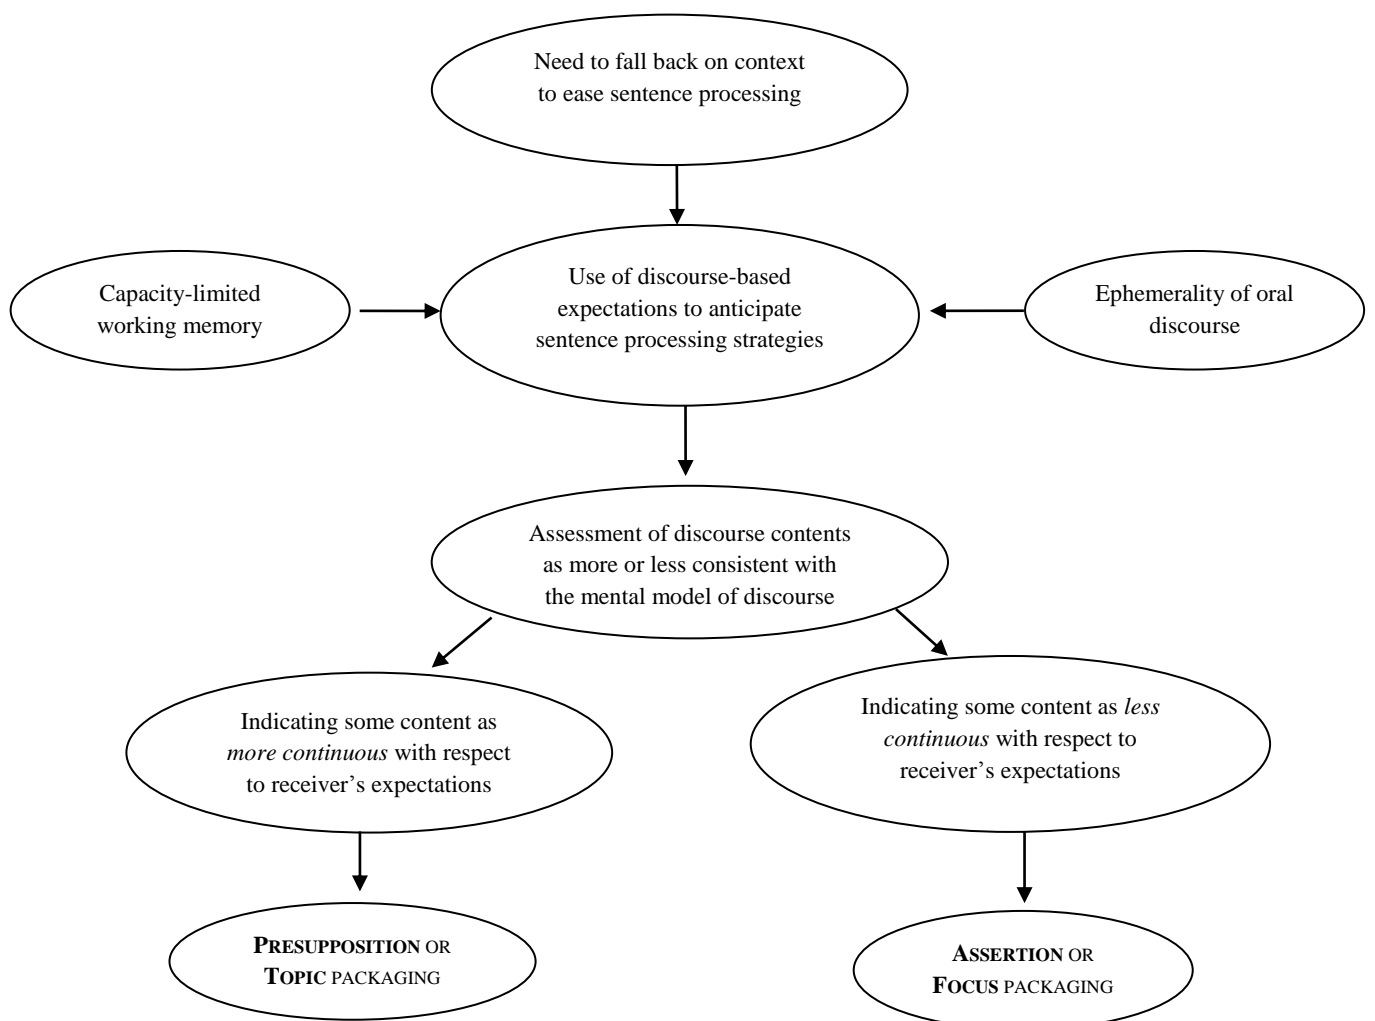 Need to fall back on context
to ease sentence processing
Capacity-limited
working memory
Use of discourse-based
expectations to anticipate
sentence processing strategies
Ephemerality of oral
discourse
Assessment of discourse contents
as more or less consistent with
the mental model of discourse
Indicating some content as
more continuous with respect
to receiver’s expectations
Indicating some content as less
continuous with respect to
receiver’s expectations
PRESUPPOSITION OR
TOPIC PACKAGING
ASSERTION OR
FOCUS PACKAGING